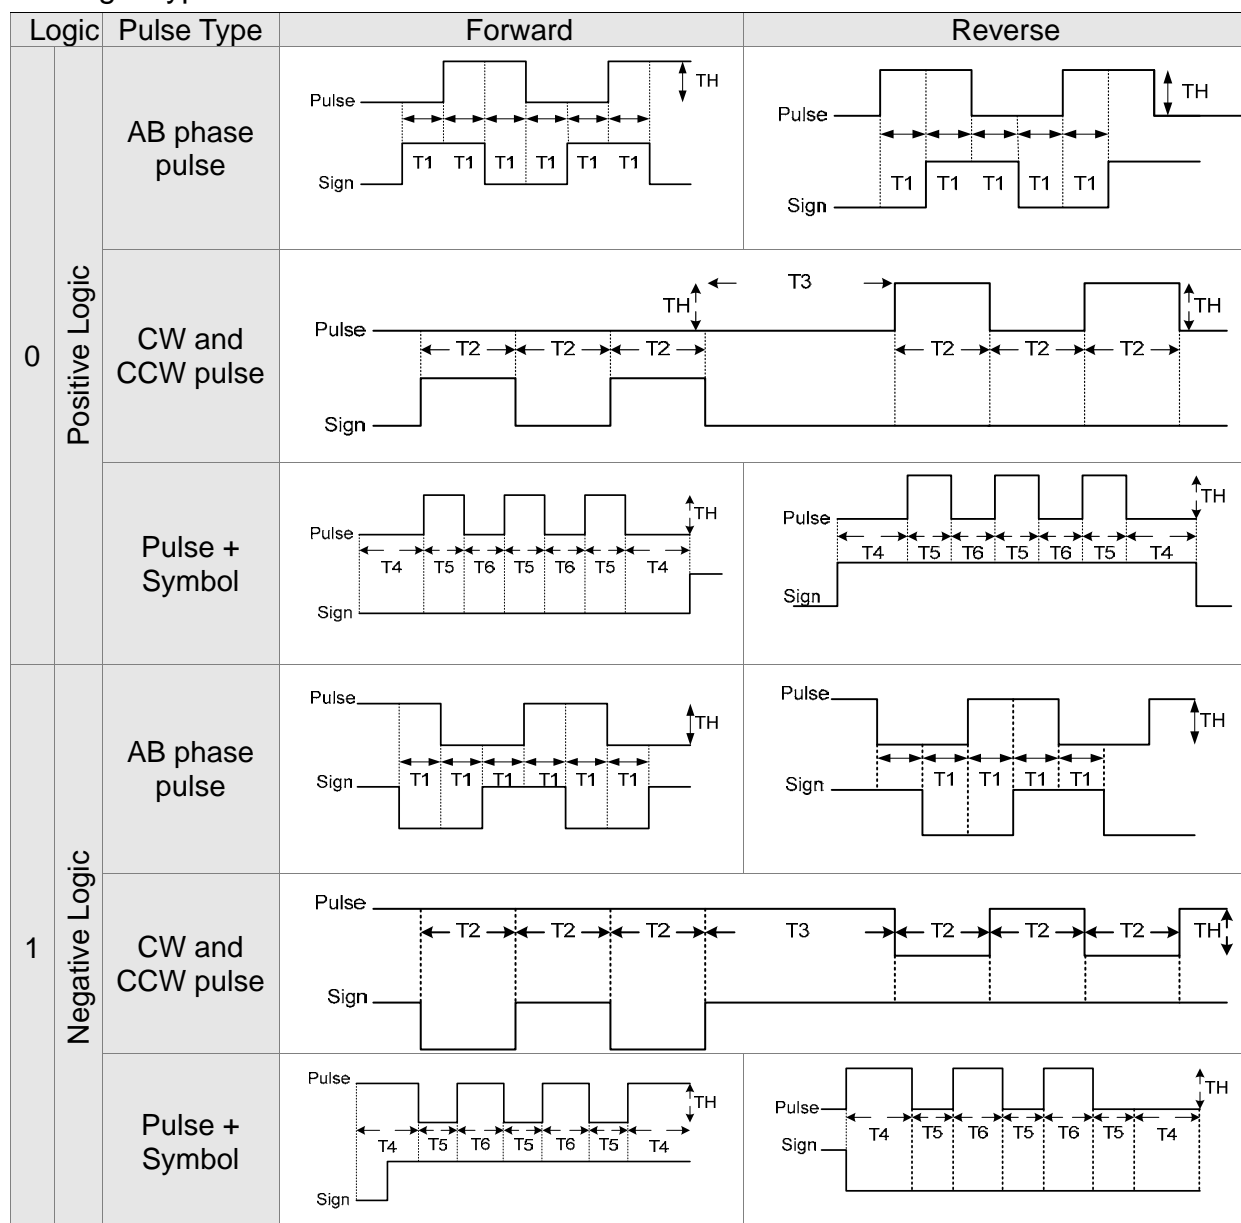 Logic Pulse Type Forward Reverse
0
Positive Logic
AB phase
pulse
Pulse
TH
T1 T1 T1 T1 T1 T1
Sign
Pulse
TH
T1 T1 T1 T1 T1
Sign
CW and
CCW pulse
T3
TH
TH
Pulse
T2 T2 T2 T2 T2 T2
Sign
Pulse +
Symbol
TH
Pulse
T4 T5 T6 T5 T6 T5 T4
Sign
TH
Pulse
T4 T5 T6 T5 T6 T5 T4
Sign
1
Negative Logic
AB phase
pulse
Pulse
TH
Sign T1 T1 T1 T1 T1 T1
Pulse
TH
Sign T1 T1 T1 T1
CW and
CCW pulse
Pulse
T2 T2 T2 T3 T2 T2 T2 TH
Sign
Pulse +
Symbol
Pulse
TH
T4 T5 T6 T5 T6 T5 T4
Sign
TH
Pulse
T4 T5 T6 T5 T6 T5 T4
Sign